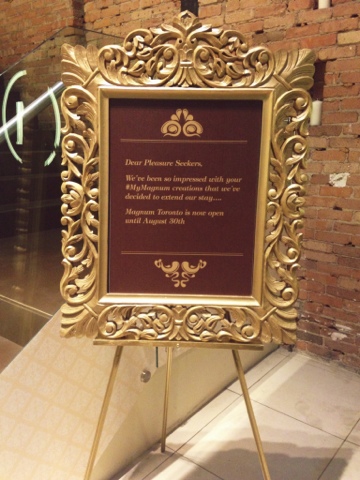 Dear Pleasure Seekers,
We've been so impressed with your
#MyMagnum creations that we've
decided to extend our stay....
Magnum Toronto is now open
until August 30th